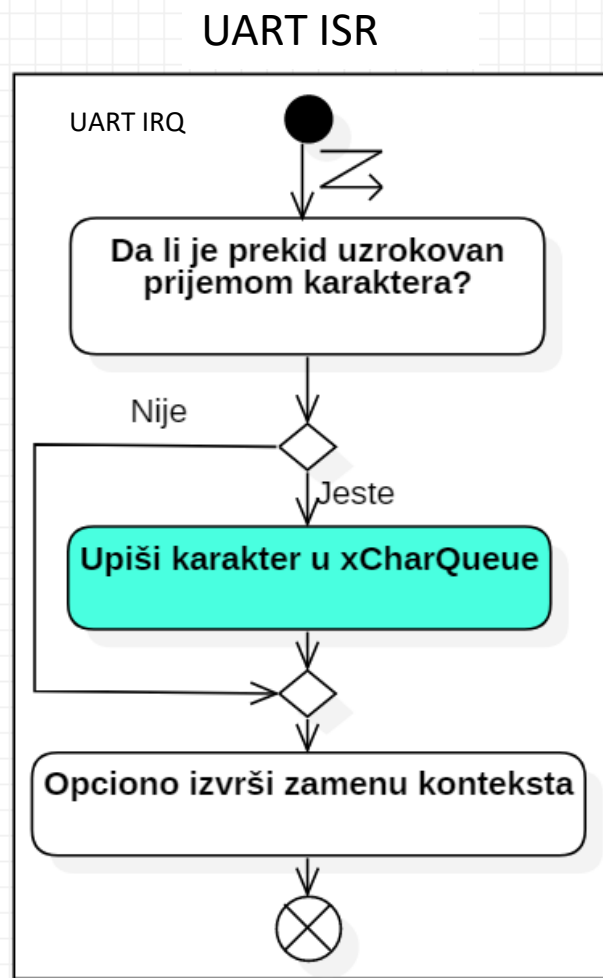 UART ISR
UART IRQ
Da li je prekid uzrokovan
prijemom karaktera?
Nije
Jeste
Upiši karakter u xCharQueue
Opciono izvrši zamenu konteksta